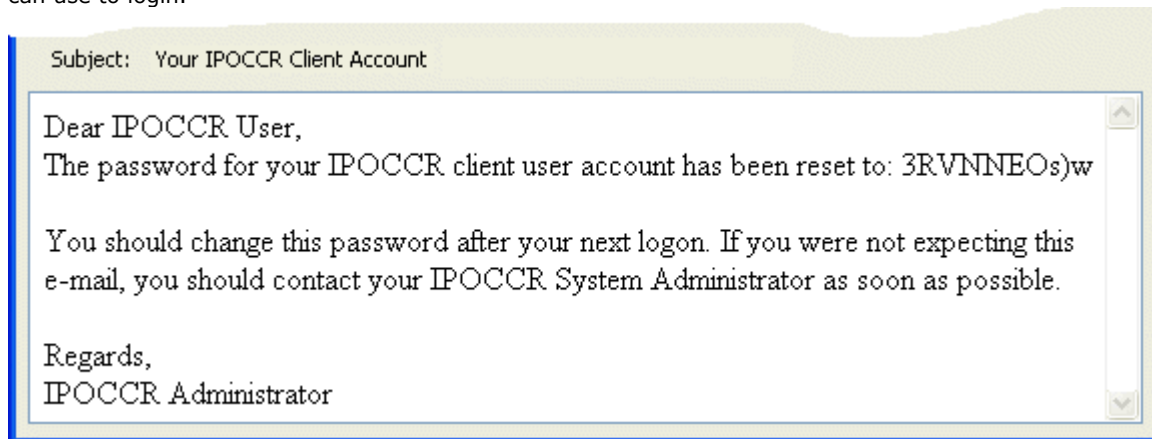 can use to login.
Subject: Your IPOCCR Client Account
Dear IPOCCR User,
The password for your IPOCCR client user account has been reset to: 3RVNNEOs)w
You should change this password after your next logon. If you were not expecting this
e-mail, you should contact your IPOCCR System Administrator as soon as possible.
Regards,
IPOCCR Administrator